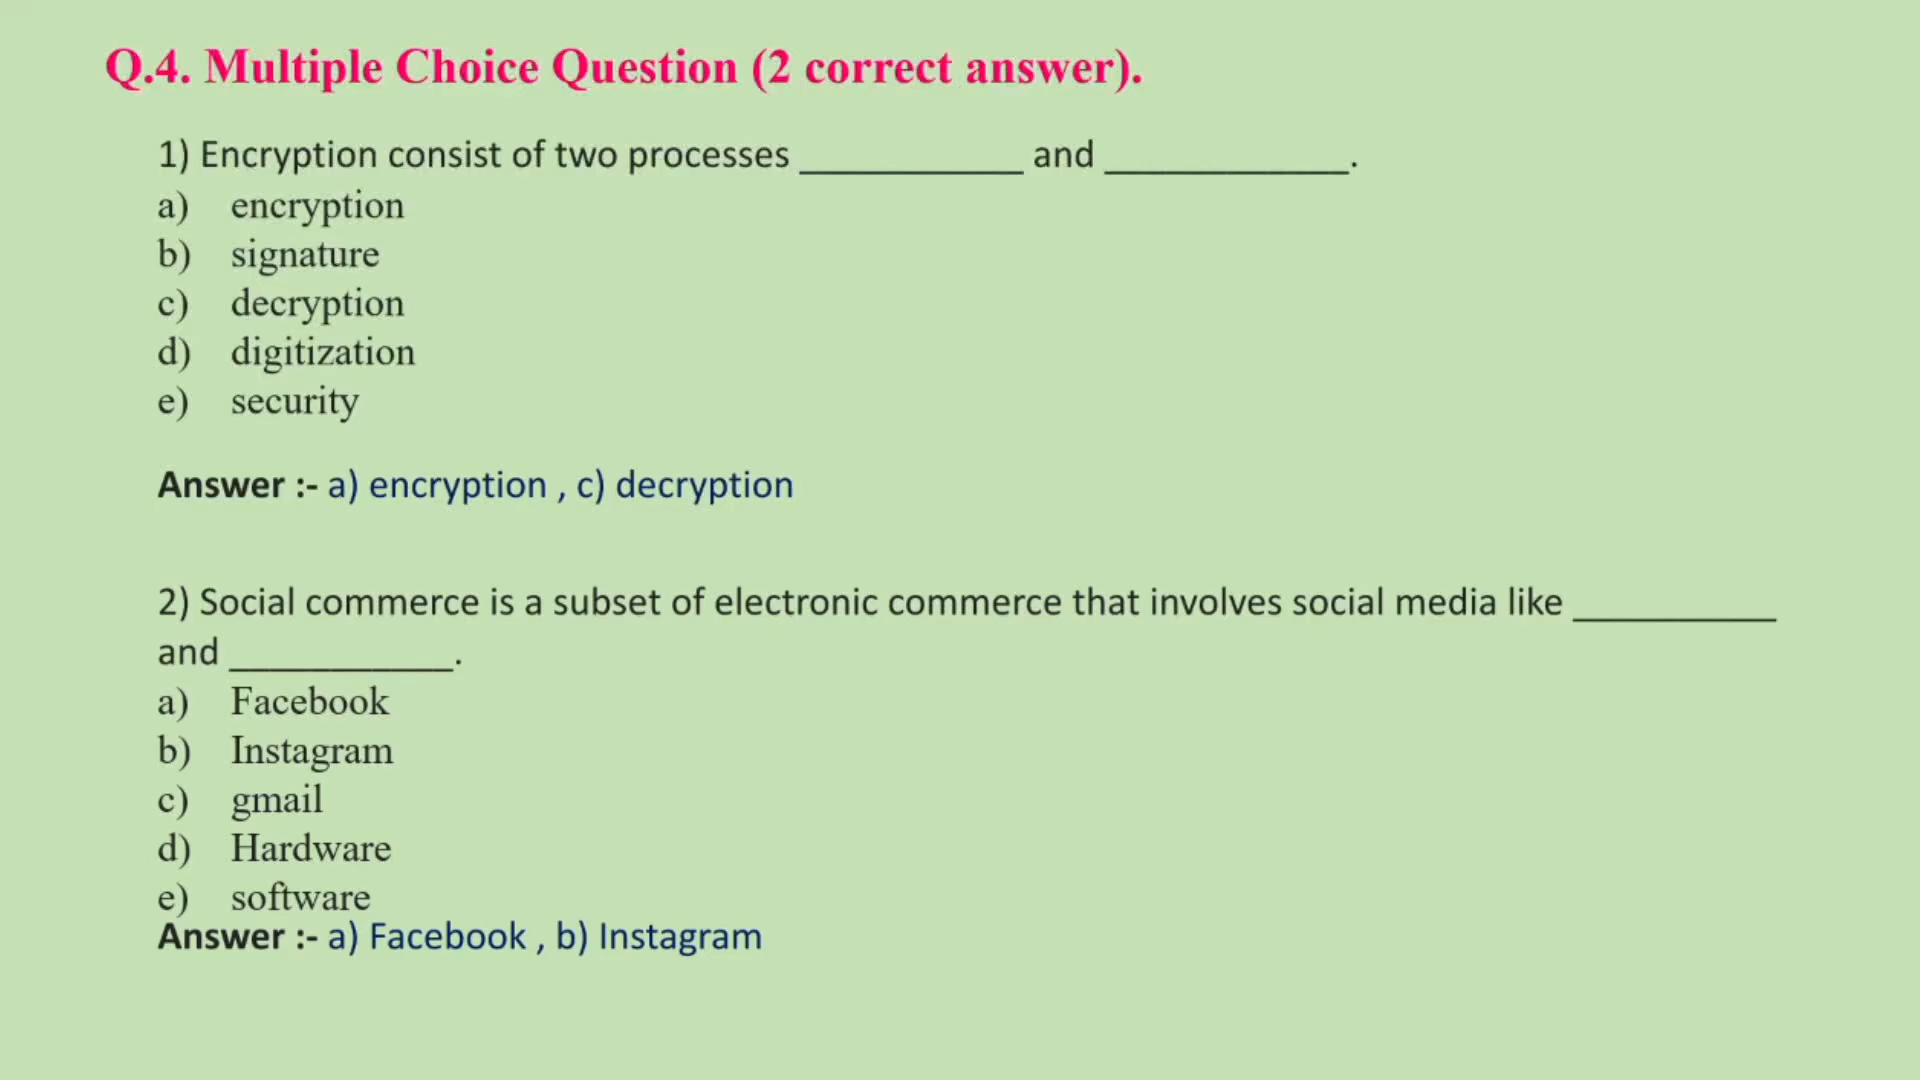 Q.4. Multiple Choice Question (2 correct answer).
1) Encryption consist of two processes ___________ and ____________.
a) encryption
b) signature
c) decryption
d) digitization
e) security
Answer :- a) encryption , c) decryption
2) Social commerce is a subset of electronic commerce that involves social media like __________
and ___________.
a) Facebook
b) Instagram
c) gmail
d) Hardware
e) software
Answer :- a) Facebook , b) Instagram